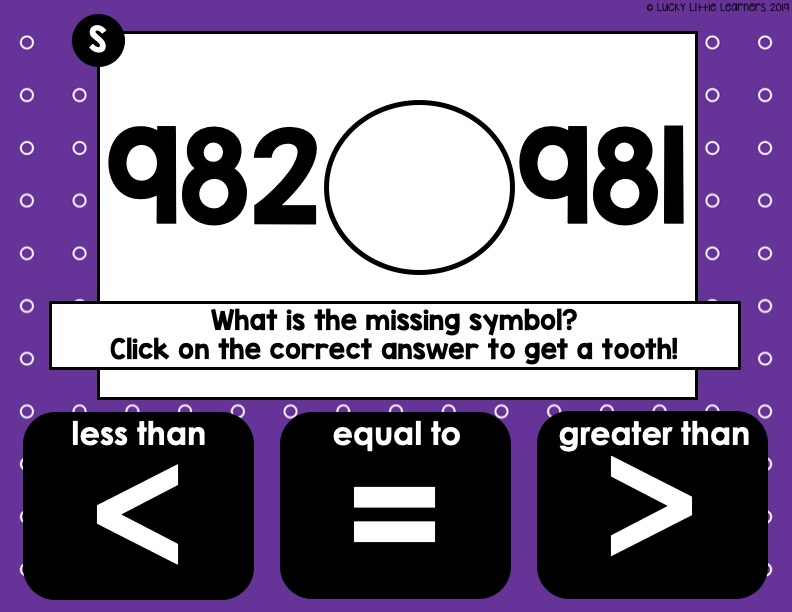 © Lucky Little Learners 2019
S
982 981
What is the missing symbol?
Click on the correct answer to get a tooth!
less than equal to greater than
< = >